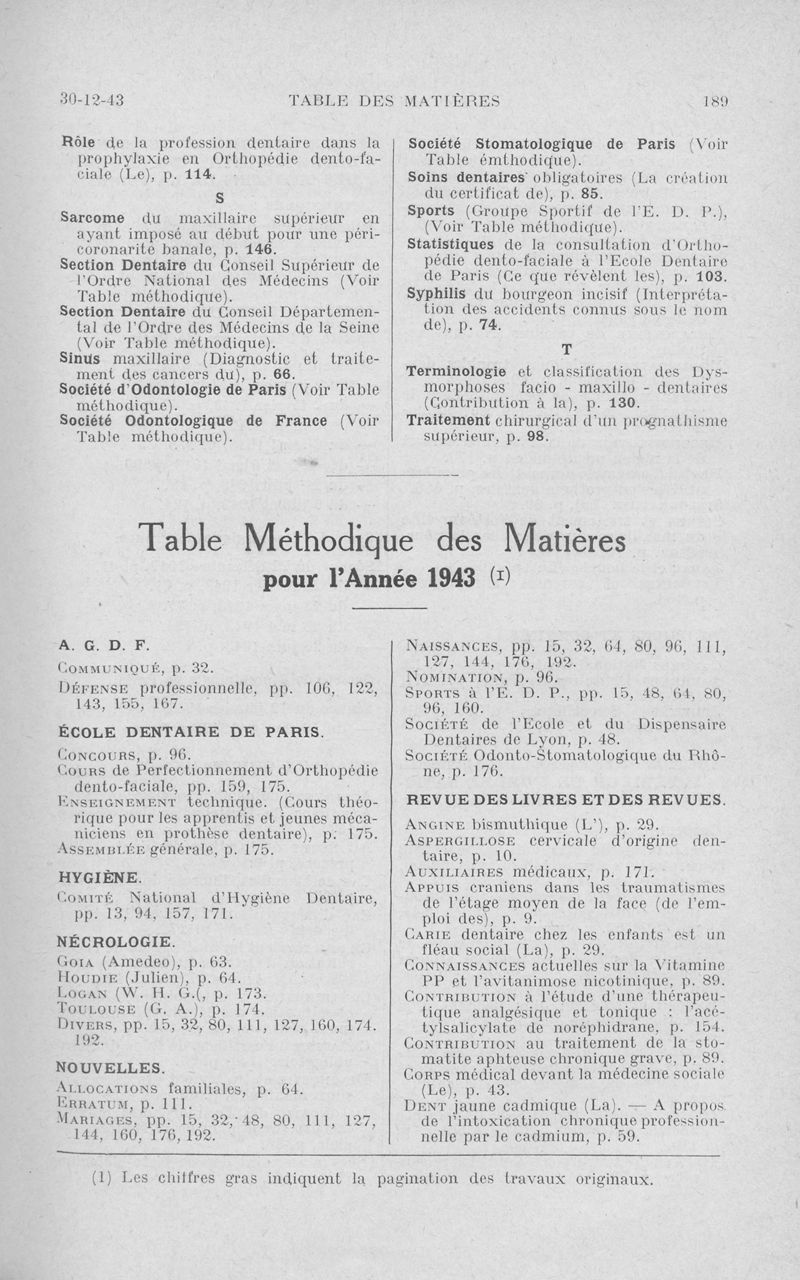 30-12-43 TABLE DES MATIÈRES 189
Rôle de la profession dentaire dans la
prophylaxie en Orthopédie dento-fa-
ciale (Le), p. 114.
S
Sarcome du maxillaire supérieur en
ayant imposé au début pour une péri-
coronarite banale, p. 146.
Section Dentaire du Conseil Supérieur de
l'Ordre National des Médecins (Voir
Table méthodique).
Section Dentaire du Conseil Départemen-
tal de l'Ordre des Médecins de la Seine
(Voir Table méthodique).
Sinus maxillaire (Diagnostic et traite-
ment des cancers du), p. 66.
Société d'Odontologie de Paris (Voir Table
méthodique).
Société Odontologique de France (Voir
Table méthodique).
Société Stomatologique de Paris (Voir
Table émthodique).
Soins dentaires obligatoires (La création
du certificat de), p. 85.
Sports (Groupe Sportif de l'E. D. P.),
(Voir Table méthodique).
Statistiques de la consultation d'Ortho-
pédie dento-faciale à l'Ecole Dentaire
de Paris (Ce que révèlent les), p. 103.
Syphilis du bourgeon incisif (Interpréta-
tion des accidents connus sous le nom
de), p. 74.
T
Terminologie et classification des Dys-
morphoses facio - maxillo - dentaires
(Contribution à la), p. 130.
Traitement chirurgical d'un prognathisme
supérieur, p. 98.
Table Méthodique des Matières
pour l'Année 1943 (1)
A. G. D. F.
COMMUNIQUÉ, p. 32.
DÉFENSE professionnelle, pp. 106, 122,
143, 155, 167.
ÉCOLE DENTAIRE DE PARIS.
CONCOURS, p. 96.
COURS de Perfectionnement d'Orthopédie
dento-faciale, pp. 159, 175.
ENSEIGNEMENT technique. (Cours théo-
rique pour les apprentis et jeunes méca-
niciens en prothèse dentaire), p. 175.
ASSEMBLÉE générale, p. 175.
HYGIÈNE.
COMITÉ National d'Hygiène Dentaire,
pp. 13, 94, 157, 171.
NÉCROLOGIE.
GOIA (Amedeo), p. 63.
HOUDIE (Julien), p. 64.
LOGAN (W. H. G.(, p. 173.
TOULOUSE (G. A.), p. 174.
DIVERS, pp. 15, 32, 80, 111, 127, 160, 174.
192.
NOUVELLES.
ALLOCATIONS familiales, p. 64.
ERRATUM, p. 111.
MARIAGES, pp. 15, 32, 48, 80, 111, 127,
144, 160, 176, 192.
NAISSANCES, pp. 15, 32, 64, 80, 96, 111,
127, 144, 176, 192.
NOMINATION, p. 96.
SPORTS à l'E. D. P., pp. 15, 48, 64, 80,
96, 160.
SOCIÉTÉ de l'Ecole et du Dispensaire
Dentaires de Lyon, p. 48.
SOCIÉTÉ Odonto-Stomatologique du Rhô-
ne, p. 176.
REVUE DES LIVRES ET DES REVUES.
ANGINE bismuthique (L'), p. 29.
ASPERGILLOSE cervicale d'origine den-
taire, p. 10.
AUXILIAIRES médicaux, p. 171.
APPUIS craniens dans les traumatismes
de l'étage moyen de la face (de l'em-
ploi des), p. 9.
CARIE dentaire chez les enfants est un
fléau social (La), p. 29.
CONNAISSANCES actuelles sur la Vitamine
PP et l'avitanimose nicotinique, p. 89.
CONTRIBUTION à l'étude d'une thérapeu-
tique analgésique et tonique : l'acé-
tylsalicylate de noréphidrane, p. 154.
CONTRIBUTION au traitement de la sto-
matite aphteuse chronique grave, p. 89.
CORPS médical devant la médecine sociale
(Le), p. 43.
DENT jaune cadmique (La). — A propos
de l'intoxication chronique profession-
nelle par le cadmium, p. 59.
(1) Les chiffres gras indiquent la pagination des travaux originaux.